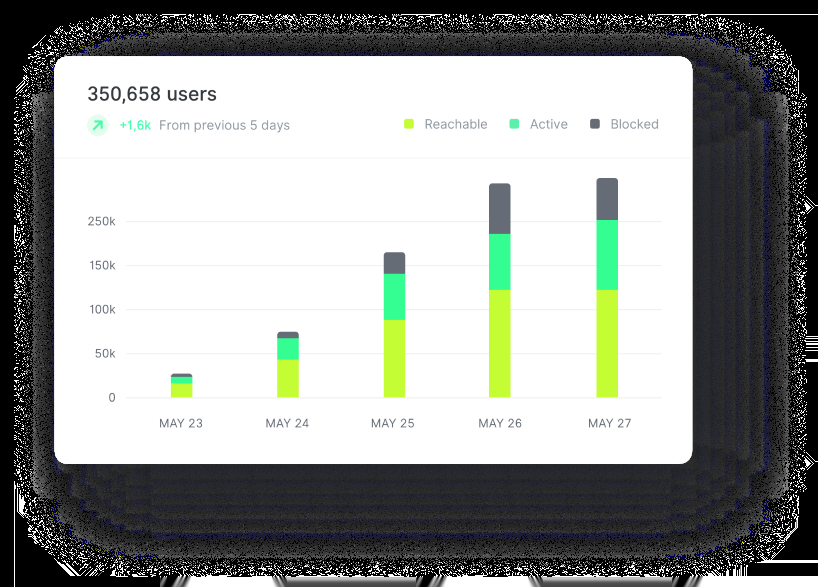 350,658 users
+1,6k From previous 5 days
Reachable Active Blocked
250k
150k
100k
50k
0
MAY 23 MAY 24 MAY 25 MAY 26 MAY 27